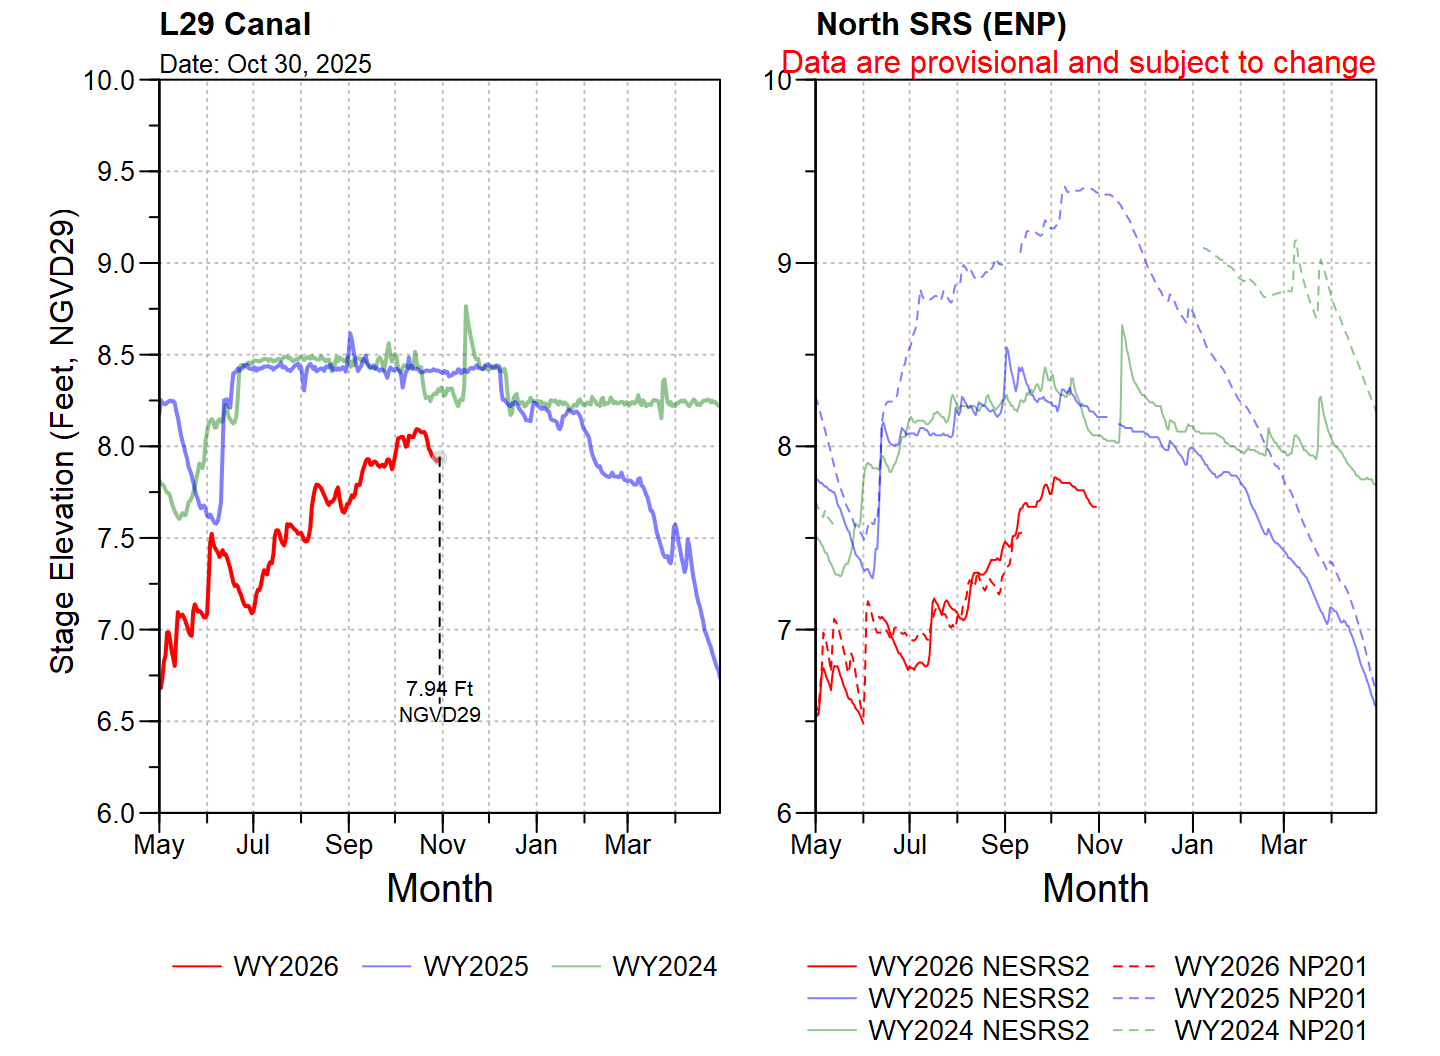 L29 Canal
Date: Oct 30, 2025
Stage Elevation (Feet, NGVD29)
10.0
9.5
9.0
8.5
8.0
7.5
7.0
6.5
6.0
7.94 Ft
NGVD29
May Jul Sep Nov Jan Mar
Month
WY2026 WY2025 WY2024
North SRS (ENP)
Data are provisional and subject to change
10
9
8
7
6
May Jul Sep Nov Jan Mar
Month
WY2026 NESRS2 WY2026 NP201
WY2025 NESRS2 WY2025 NP201
WY2024 NESRS2 WY2024 NP201